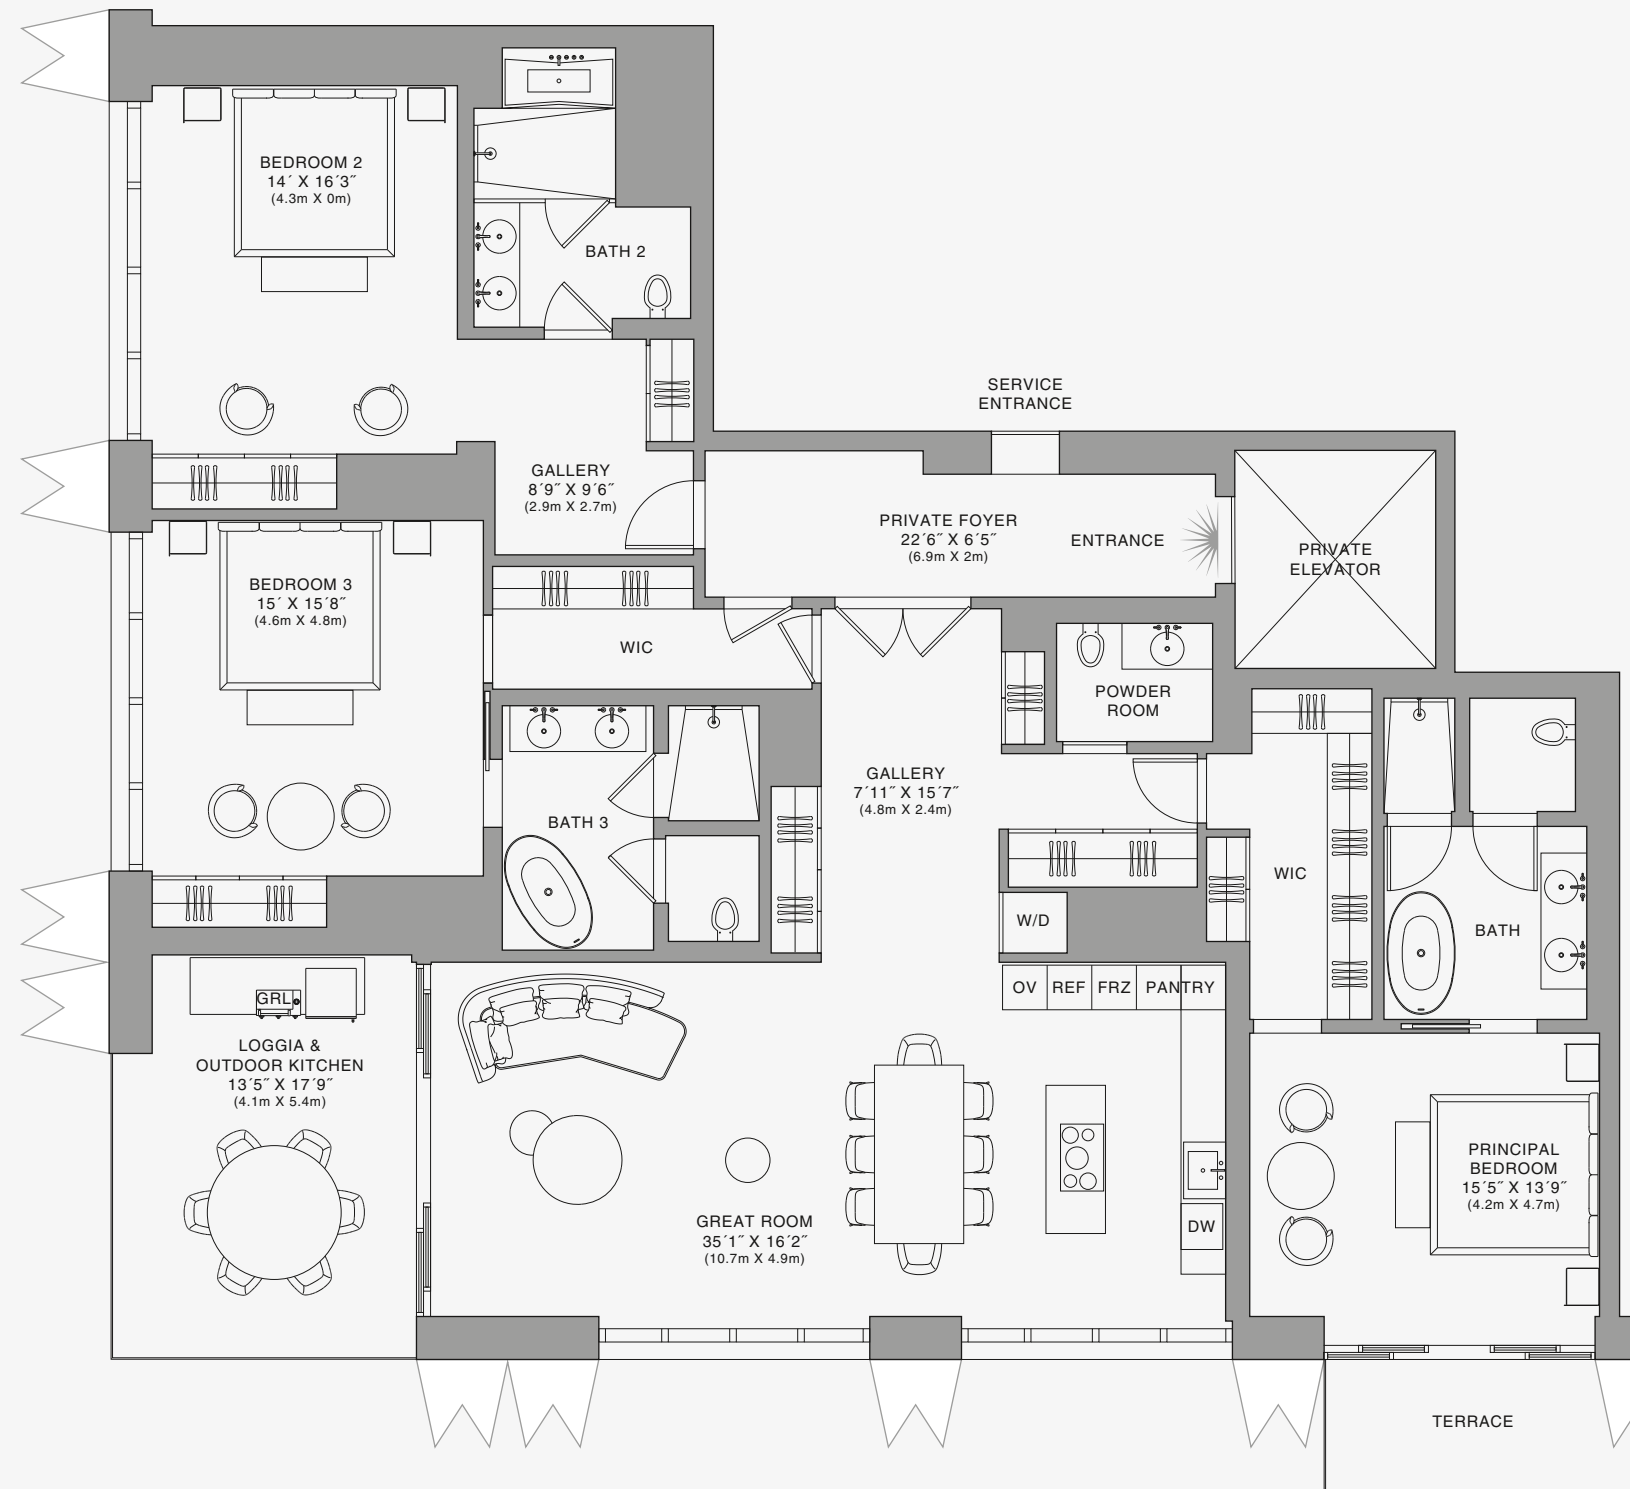 BEDROOM 2
14´ X 16´3˝
(4.3m X 0m)
BATH 2
SERVICE
ENTRANCE
GALLERY
8´9˝ X 9´6˝
(2.9m X 2.7m)
PRIVATE FOYER
22´6˝ X 6´5˝
(6.9m X 2m)
ENTRANCE
PRIVATE
ELEVATOR
BEDROOM 3
15´ X 15´8˝
(4.6m X 4.8m)
WIC
POWDER
ROOM
GALLERY
7´11˝ X 15´7˝
(4.8m X 2.4m)
BATH 3
WIC
W/D
BATH
OV
REF
FRZ
PANTRY
GRL
LOGGIA &
OUTDOOR KITCHEN
13´5˝ X 17´9˝
(4.1m X 5.4m)
PRINCIPAL
BEDROOM
15´5˝ X 13´9˝
(4.2m X 4.7m)
GREAT ROOM
35´1˝ X 16´2˝
(10.7m X 4.9m)
DW
TERRACE